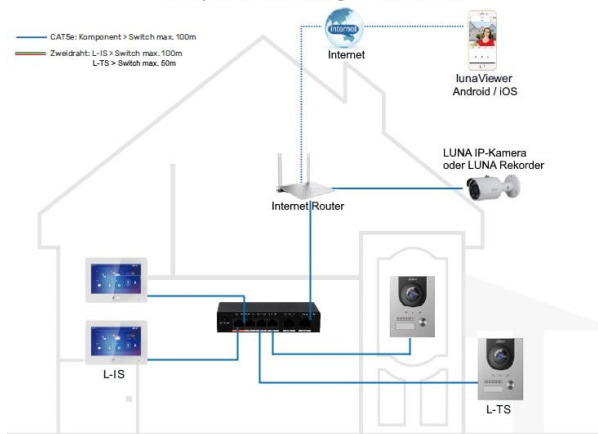 CAT5e: Komponent > Switch max. 100m
Zweidraht: L-IS > Switch max. 100m
L-TS > Switch max. 50m
Internet
Internet
lunaViewer
Android / iOS
LUNA IP-Kamera
oder LUNA Rekorder
Internet Router
L-IS
L-TS